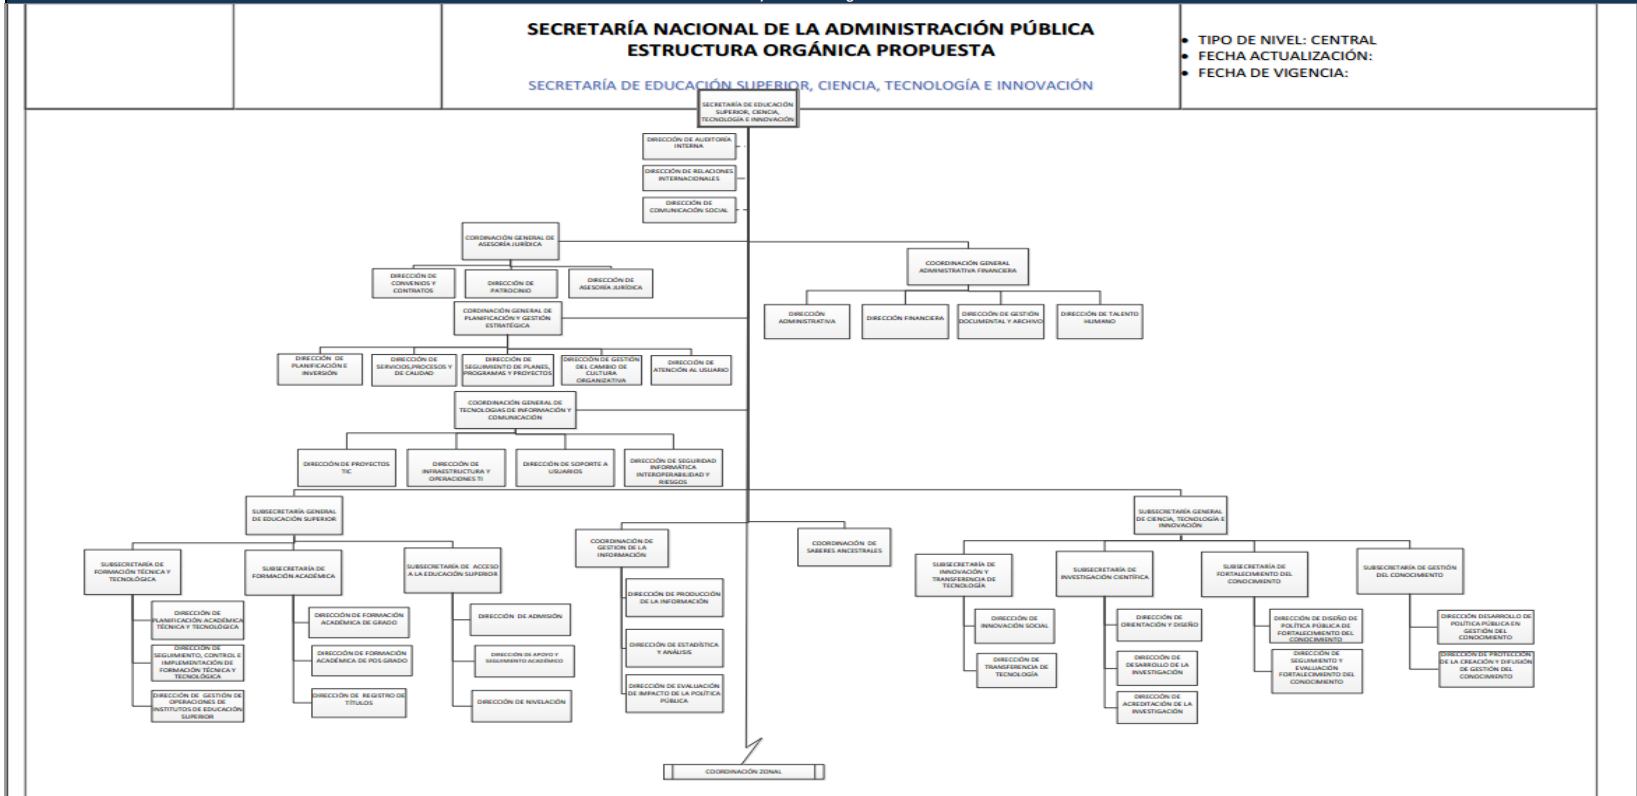 SECRETARÍA NACIONAL DE LA ADMINISTRACIÓN PÚBLICA
ESTRUCTURA ORGÁNICA PROPUESTA
SECRETARÍA DE EDUCACIÓN SUPERIOR, CIENCIA, TECNOLOGÍA E INNOVACIÓN
• TIPO DE NIVEL: CENTRAL
• FECHA ACTUALIZACIÓN:
• FECHA DE VIGENCIA:
SECRETARÍA DE EDUCACIÓN
SUPERIOR, CIENCIA,
TECNOLOGÍA E INNOVACIÓN
DIRECCIÓN DE AUDITORÍA
INTERNA
DIRECCIÓN DE RELACIONES
INTERNACIONALES
DIRECCIÓN DE
COMUNICACIÓN SOCIAL
CORDINACIÓN GENERAL DE
ASESORÍA JURÍDICA
DIRECCIÓN DE
CONVENIOS Y
CONTRATOS
DIRECCIÓN DE
PATROCINIO
DIRECCIÓN DE
ASESORÍA JURÍDICA
COORDINACIÓN GENERAL
ADMINISTRATIVA FINANCIERA
DIRECCIÓN
ADMINISTRATIVA
DIRECCIÓN FINANCIERA
DIRECCIÓN DE GESTIÓN
DOCUMENTAL Y ARCHIVO
DIRECCIÓN DE TALENTO
HUMANO
CORDINACIÓN GENERAL DE
PLANIFICACIÓN Y GESTIÓN
ESTRATÉGICA
DIRECCIÓN DE
PLANIFICACIÓN E
INVERSIÓN
DIRECCIÓN DE
SERVICIOS,PROCESOS Y
DE CALIDAD
DIRECCIÓN DE
SEGUIMIENTO DE PLANES,
PROGRAMAS Y PROYECTOS
DIRECCIÓN DE GESTIÓN
DEL CAMBIO DE
CULTURA
ORGANIZATIVA
DIRECCIÓN DE
ATENCIÓN AL USUARIO
COORDINACIÓN GENERAL DE
TECNOLOGIAS DE INFORMACIÓN Y
COMUNICACIÓN
DIRECCIÓN DE PROYECTOS
TIC
DIRECCIÓN DE
INFRAESTRUCTURA Y
OPERACIONES TI
DIRECCIÓN DE SOPORTE A
USUARIOS
DIRECCIÓN DE SEGURIDAD
INFORMÁTICA
INTEROPERABILIDAD Y
RIESGOS
SUBSECRETARÍA GENERAL
DE EDUCACIÓN SUPERIOR
SUBSECRETARÍA DE
FORMACIÓN TÉCNICA Y
TECNOLÓGICA
DIRECCIÓN DE
PLANIFICACIÓN ACADÉMICA
TÉCNICA Y TECNOLÓGICA
DIRECCIÓN DE
SEGUIMIENTO, CONTROL E
IMPLEMENTACIÓN DE
FORMACIÓN TÉCNICA Y
TECNOLÓGICA
DIRECCIÓN DE GESTIÓN DE
OPERACIONES DE
INSTITUTOS DE EDUCACIÓN
SUPERIOR
SUBSECRETARÍA DE
FORMACIÓN ACADÉMICA
DIRECCIÓN DE FORMACIÓN
ACADÉMICA DE GRADO
DIRECCIÓN DE FORMACIÓN
ACADÉMICA DE POS GRADO
DIRECCIÓN DE REGISTRO DE
TÍTULOS
SUBSECRETARÍA DE ACCESO
A LA EDUCACIÓN SUPERIOR
DIRECCIÓN DE ADMISIÓN
DIRECCIÓN DE APOYO Y
SEGUIMIENTO ACADÉMICO
DIRECCIÓN DE NIVELACIÓN
COORDINACIÓN DE
GESTION DE LA
INFORMACIÓN
DIRECCIÓN DE PRODUCCIÓN
DE LA INFORMACIÓN
DIRECCIÓN DE ESTADÍSTICA
Y ANÁLISIS
DIRECCIÓN DE EVALUACIÓN
DE IMPACTO DE LA POLÍTICA
PÚBLICA
COORDINACIÓN DE
SABERES ANCESTRALES
SUBSECRETARÍA GENERAL
DE CIENCIA, TECNOLOGÍA E
INNOVACIÓN
SUBSECRETARÍA DE
INNOVACIÓN Y
TRANSFERENCIA DE
TECNOLOGÍA
DIRECCIÓN DE
INNOVACIÓN SOCIAL
DIRECCIÓN DE
TRANSFERENCIA DE
TECNOLOGÍA
SUBSECRETARÍA DE
INVESTIGACIÓN CIENTÍFICA
DIRECCIÓN DE
ORIENTACIÓN Y DISEÑO
DIRECCIÓN DE
DESARROLLO DE LA
INVESTIGACIÓN
DIRECCIÓN DE
ACREDITACIÓN DE LA
INVESTIGACIÓN
SUBSECRETARÍA DE
FORTALECIMIENTO DEL
CONOCIMIENTO
DIRECCIÓN DE DISEÑO DE
POLÍTICA PÚBLICA DE
FORTALECIMIENTO DEL
CONOCIMIENTO
DIRECCIÓN DE
SEGUIMIENTO Y
EVALUACIÓN
FORTALECIMIENTO DEL
CONOCIMIENTO
SUBSECRETARÍA DE GESTIÓN
DEL CONOCIMIENTO
DIRECCIÓN DESARROLLO DE
POLÍTICA PÚBLICA EN
GESTIÓN DEL
CONOCIMIENTO
DIRECCIÓN DE PROTECCIÓN
DE LA CREACIÓN Y DIFUSIÓN
DE GESTIÓN DEL
CONOCIMIENTO
COORDINACIÓN ZONAL